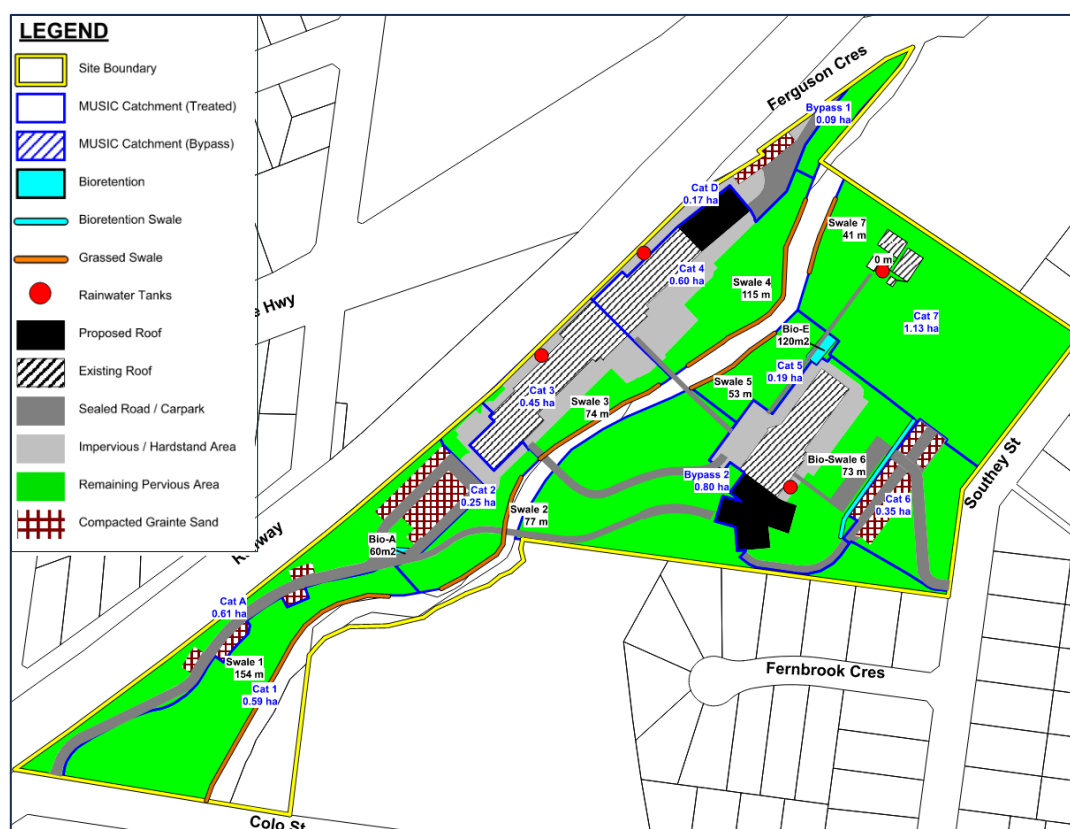 LEGEND
Site Boundary
MUSIC Catchment (Treated)
MUSIC Catchment (Bypass)
Bioretention
Bioretention Swale
Grassed Swale
Rainwater Tanks
Proposed Roof
Existing Roof
Sealed Road / Carpark
Impervious / Hardstand Area
Remaining Pervious Area
Compacted Grainte Sand
Ferguson Cres
Bypass 1
0.09 ha
Cat D
0.17 ha
Swale 7
41 m
0 m
Cat 4
0.60 ha
Swale 4
115 m
Cat 7
1.13 ha
e Hwy
Bio-E
120m2
Cat 5
0.19 ha
Cat 3
0.45 ha
Swale 5
53 m
Swale 3
74 m
Bio-Swale 6
73 m
Southey St
Bypass 2
0.80 ha
Cat 2
0.25 ha
Cat 6
0.35 ha
Swale 2
77 m
Bio-A
60m2
Cat A
0.61 ha
Swale 1
154 m
Cat 1
0.59 ha
Fernbrook Cres
Colo St